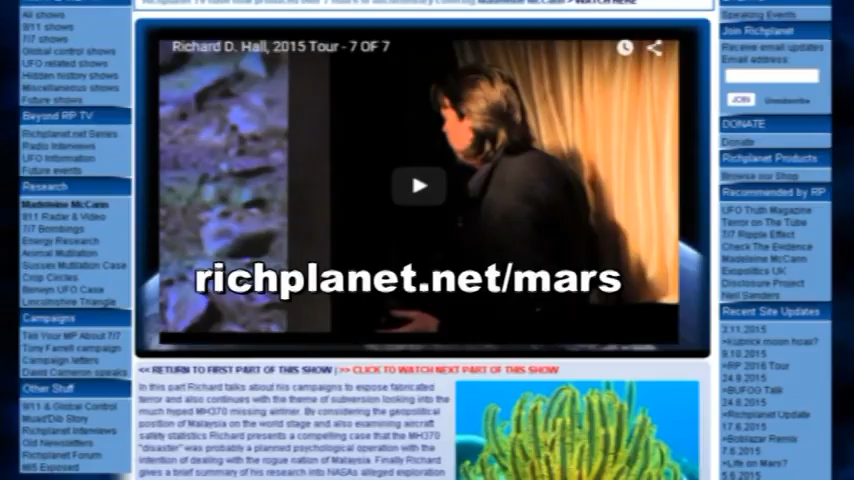 All shows
9/11 shows
7/7 shows
Global control shows
UFO related shows
Hidden history shows
Miscellaneous shows
Future shows
Beyond RP TV
Richplanet.net Series
Radio Interviews
UFO Information
Future events
Research
Madeleine McCann
9/11 Radar & Video
7/7 Bombings
Energy Research
Animal Mutilation
Sussex Mutilation Case
Crop Circles
Berwyn UFO Case
Lincolnshire Triangle
Campaigns
Tell Your MP About 7/7
Tony Farrell campaign
Campaign letters
David Cameron speaks
Other Stuff
9/11 & Global Control
Muad'Dib Story
Richplanet Interviews
Old Newsletters
Richplanet Forum
MI5 Exposed
> WATCH HERE
Richard D. Hall, 2015 Tour - 7 OF 7
richplanet.net/mars
<< RETURN TO FIRST PART OF THIS SHOW | >> CLICK TO WATCH NEXT PART OF THIS SHOW
In this part Richard talks about his campaigns to expose fabricated
terror and also continues with the theme of subversion looking into the
much hyped MH370 missing airliner. By considering the geopolitical
position of Malaysia on the world stage and also examining aircraft
safety statistics Richard presents a compelling case that the MH370
"disaster" was probably a planned psychological operation with the
intention of dealing with the rogue nation of Malaysia. Finally Richard
gives a brief summary of his research into NASAs alleged exploration
Speaking Events
Join Richplanet
Receive email updates
Email address:
JOIN
Unsubscribe
DONATE
Donate
Richplanet Products
Browse our Shop
Recommended by RP
UFO Truth Magazine
Terror on The Tube
7/7 Ripple Effect
Check The Evidence
Madeleine McCann
Exopolitics UK
Disclosure Project
Neil Sanders
Recent Site Updates
2.11.2015
>Kubrick moon hoax?
9.10.2015
>RP 2016 Tour
24.9.2015
>BUFOG Talk
24.8.2015
>Richplanet Update
17.6.2015
>Boblazar Remix
7.6.2015
>Life on Mars?
5.6.2015